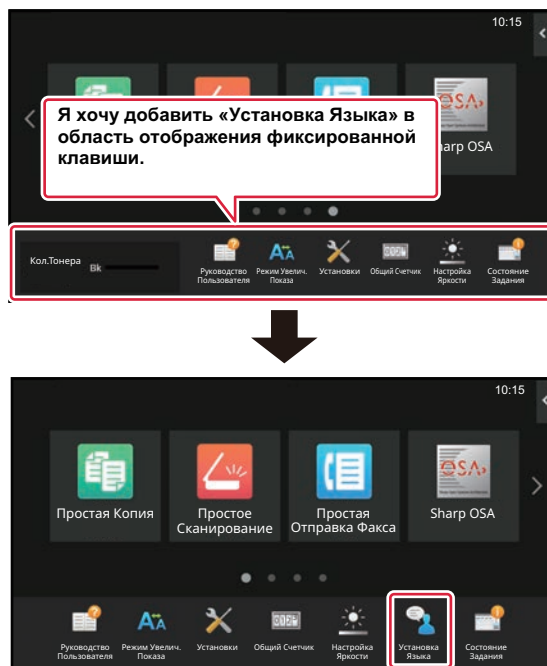 10:15
Я хочу добавить «Установка Языка» в
область отображения фиксированной
клавиши.
OSA
Sharp OSA
Кол.Тонера
Bk
Руководство
Пользователя
Режим Увелич.
Показа
Установки
Общий Счетчик
Настройка
Яркости
Состояние
Задания
10:15
OSA
Простая Копия
Простое
Сканирование
Простая
Отправка Факса
Sharp OSA
Руководство
Пользователя
Режим Увелич.
Показа
Установки
Общий Счетчик
Настройка
Яркости
Установка
Языка
Состояние
Задания